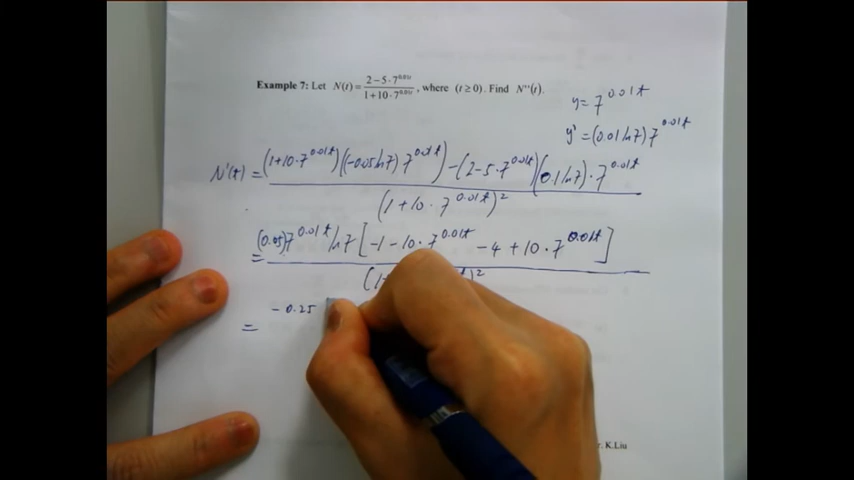 Example 7: Let N(t) = (2 − 5·7^{0.01t}) / (1 + 10·7^{0.01t}), where (t ≥ 0). Find N''(t).
y = 7^{0.01t}
y' = (0.01 ln7) 7^{0.01t}
N'(t) = ((1+10·7^{0.01t})((-0.05 ln7) 7^{0.01t}) − (2−5·7^{0.01t})(0.1 ln7)·7^{0.01t}) / (1+10·7^{0.01t})²
= ((0.05)7^{0.01t} ln7 [−1−10·7^{0.01t} − 4 + 10·7^{0.01t}]) / (1
= −0.25
r. K.Liu